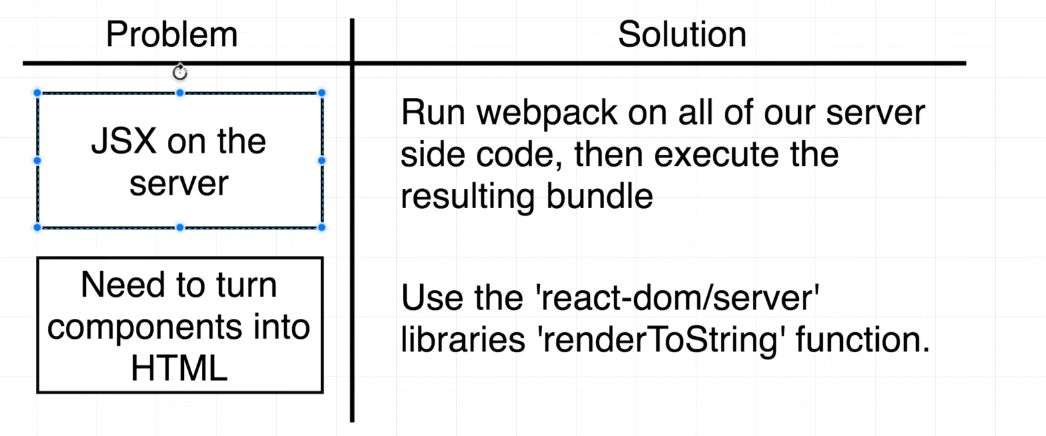 Problem
Solution
JSX on the
server
Run webpack on all of our server
side code, then execute the
resulting bundle
Need to turn
components into
HTML
Use the 'react-dom/server'
libraries 'renderToString' function.